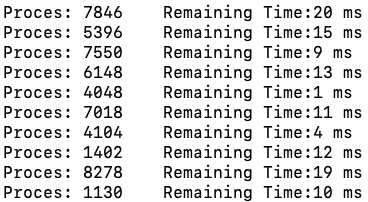 Proces: 7846    Remaining Time:20 ms
Proces: 5396    Remaining Time:15 ms
Proces: 7550    Remaining Time:9 ms
Proces: 6148    Remaining Time:13 ms
Proces: 4048    Remaining Time:1 ms
Proces: 7018    Remaining Time:11 ms
Proces: 4104    Remaining Time:4 ms
Proces: 1402    Remaining Time:12 ms
Proces: 8278    Remaining Time:19 ms
Proces: 1130    Remaining Time:10 ms